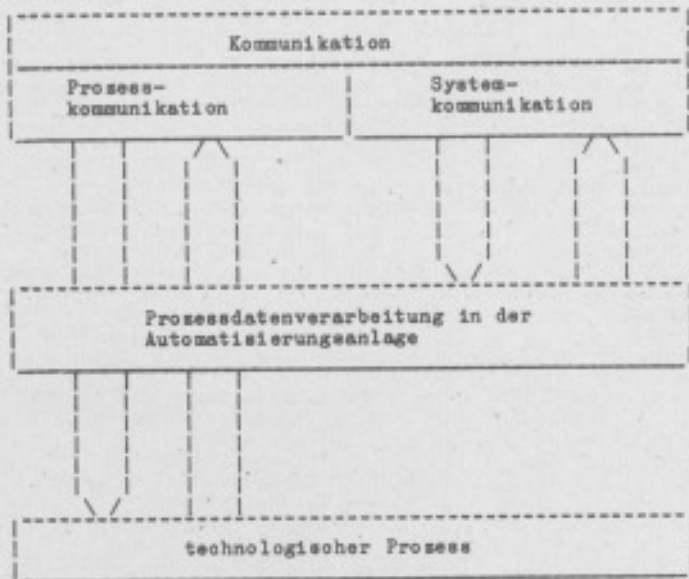 Kommunikation
Prozess-
kommunikation
System-
kommunikation
Prozessdatenverarbeitung in der
Automatisierungsanlage
technologischer Prozess